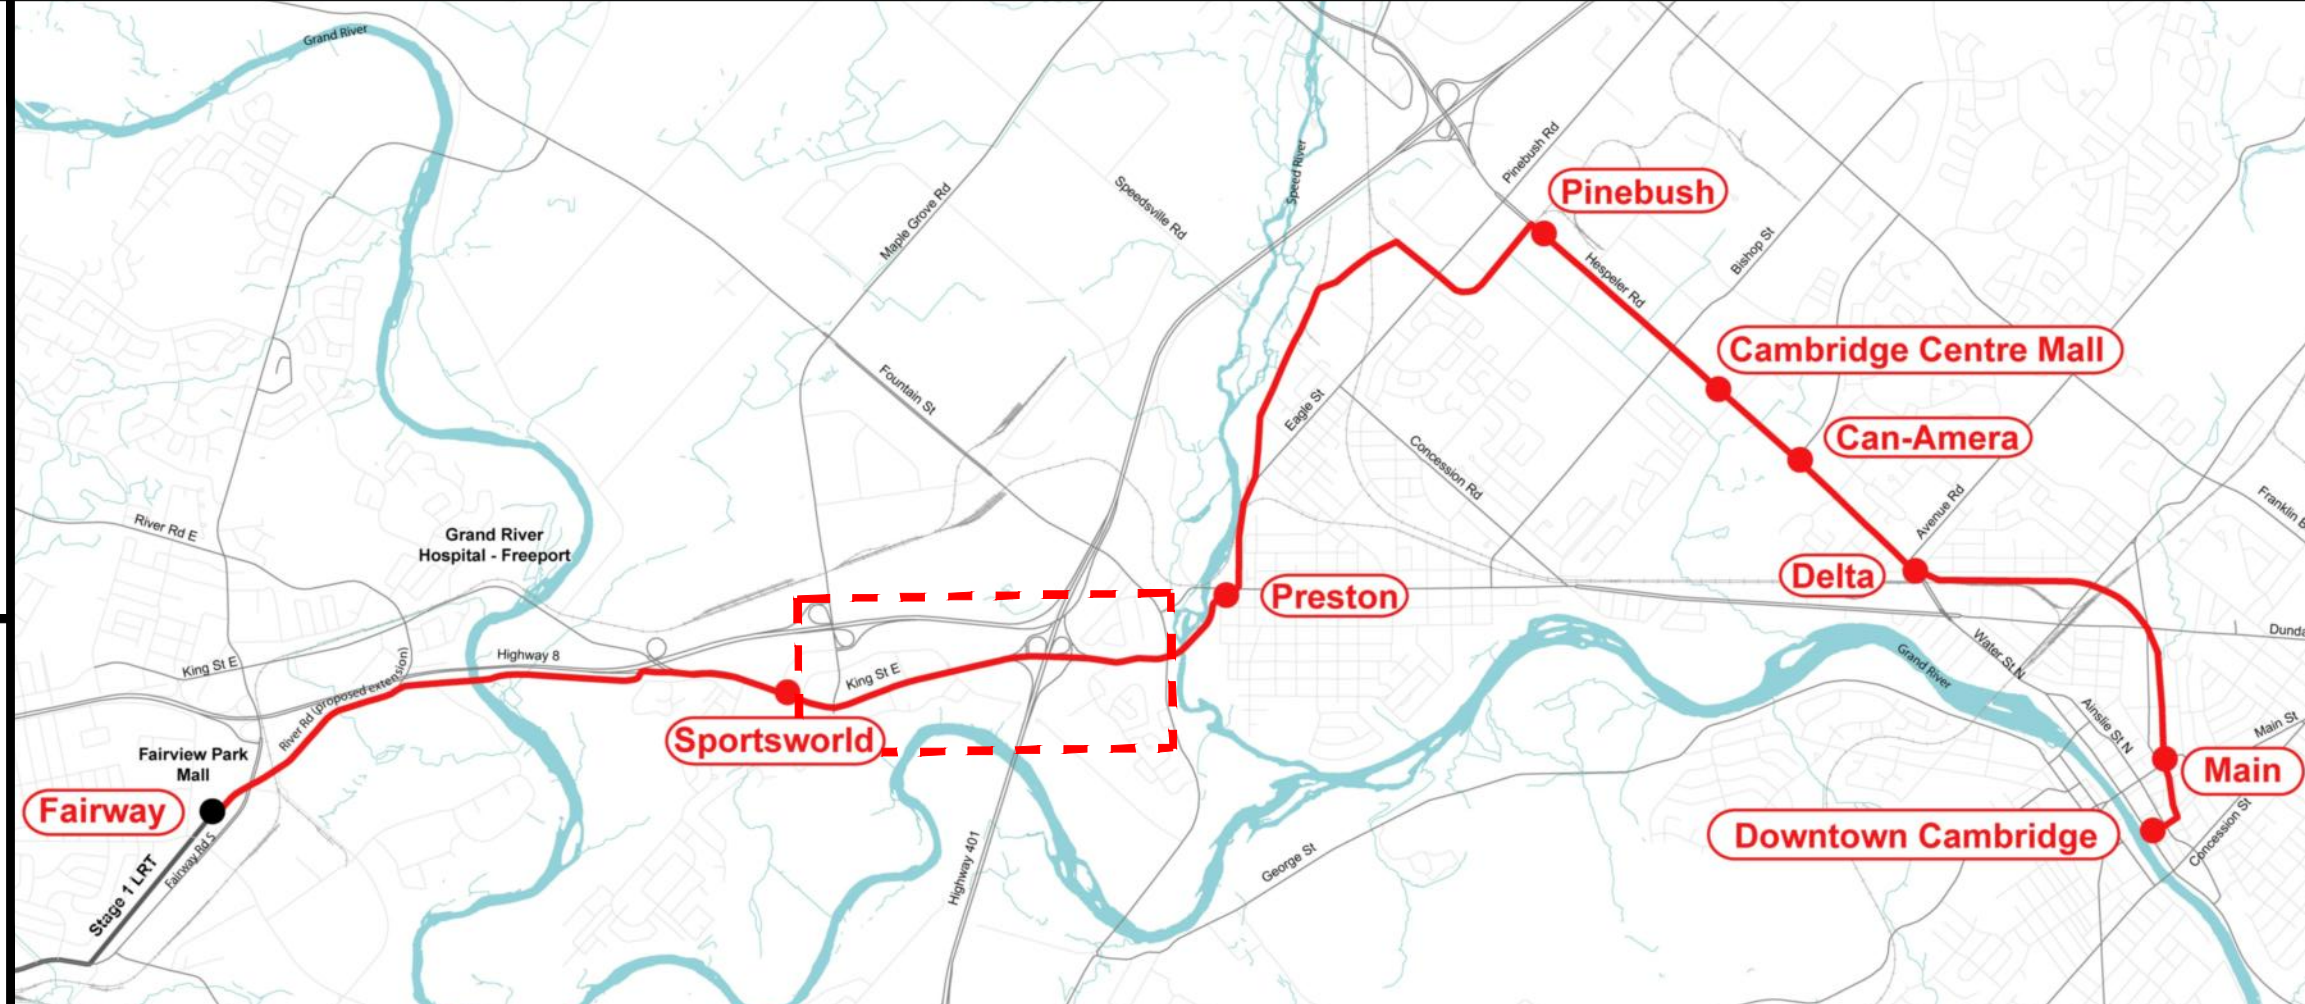 Grand River
Speed River
Pinebush Rd
Pinebush
Speedsville Rd
Maple Grove Rd
Bishop St
Hespeler Rd
Cambridge Centre Mall
Fountain St
Eagle St
Can-Amera
Concession Rd
Avenue Rd
Franklin B
River Rd E
Grand River
Hospital - Freeport
Delta
Preston
Dunda
Highway 8
King St E
King St E
River Rd (proposed extension)
Water St N
Grand River
Ainslie St N
Main St
Sportsworld
Fairview Park
Mall
Main
Fairway
Downtown Cambridge
Concession St
Fairway Rd S
Stage 1 LRT
Highway 401
George St